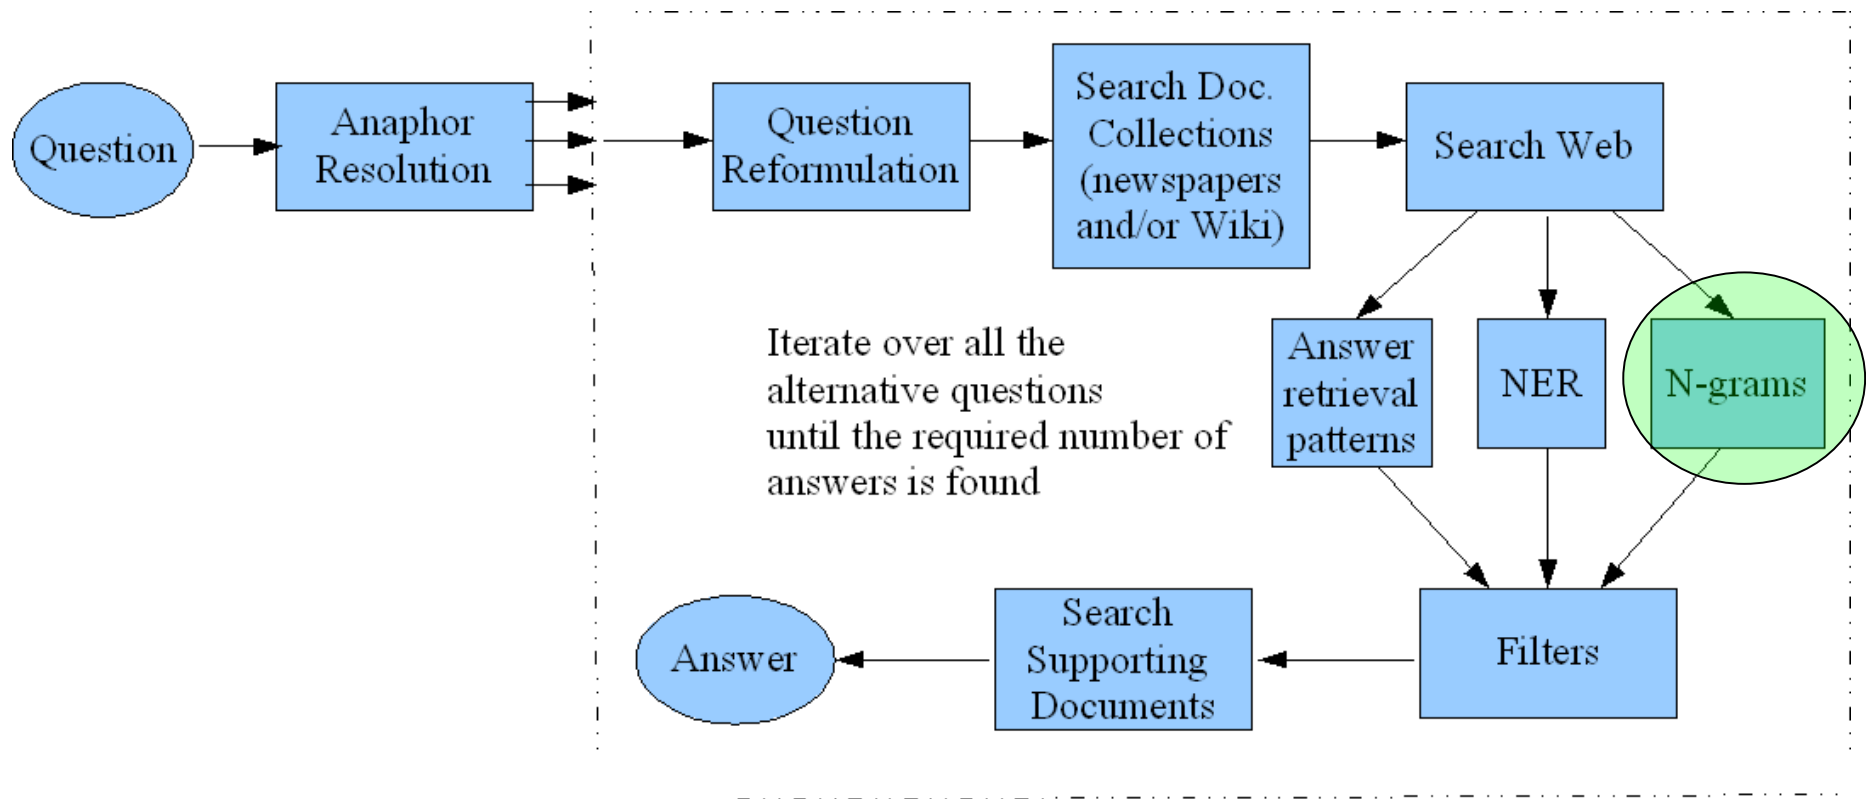 Question
Anaphor
Resolution
Question
Reformulation
Search Doc.
Collections
(newspapers
and/or Wiki)
Search Web
Iterate over all the
alternative questions
until the required number of
answers is found
Answer
retrieval
patterns
NER
N-grams
Answer
Search
Supporting
Documents
Filters